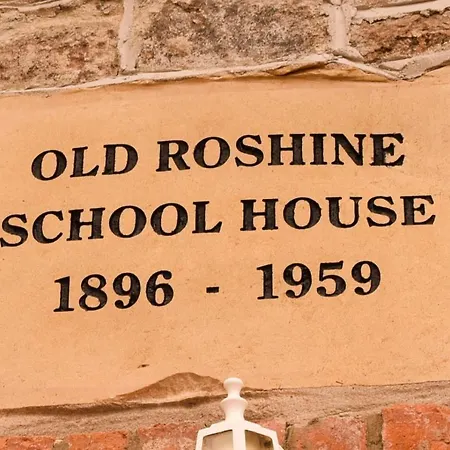 OLD ROSHINE
SCHOOL HOUSE
1896 - 1959